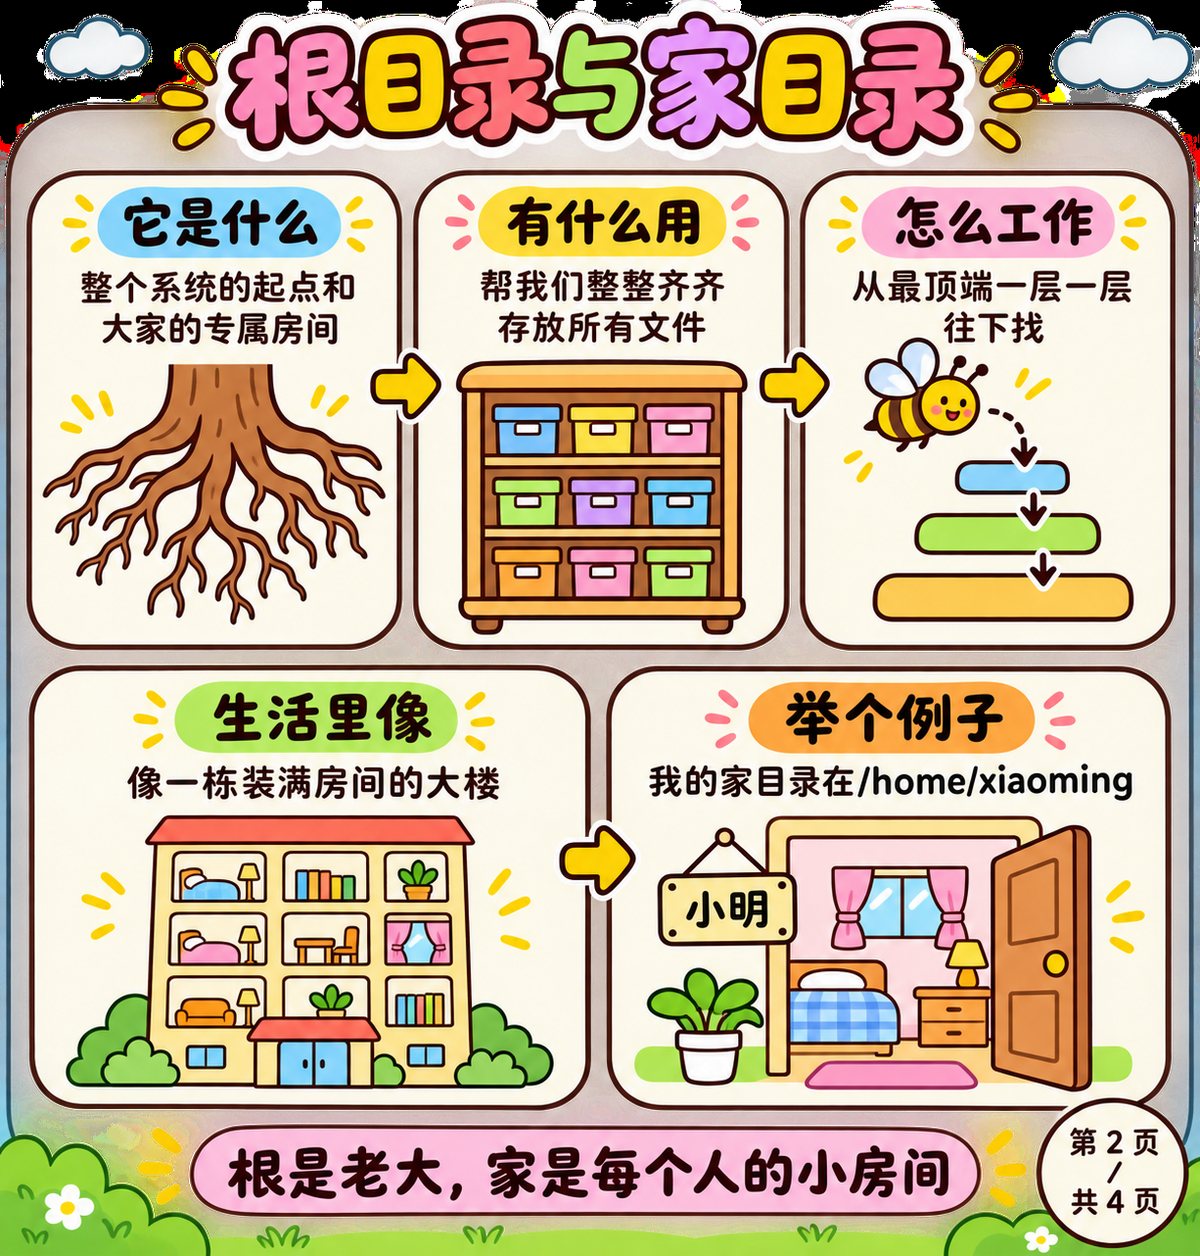 根目录与家目录
它是什么
整个系统的起点和
大家的专属房间
有什么用
帮我们整整齐齐
存放所有文件
怎么工作
从最顶端一层一层
往下找
生活里像
像一栋装满房间的大楼
举个例子
我的家目录在/home/xiaoming
小明
根是老大,家是每个人的小房间
第 2 页
/
共 4 页